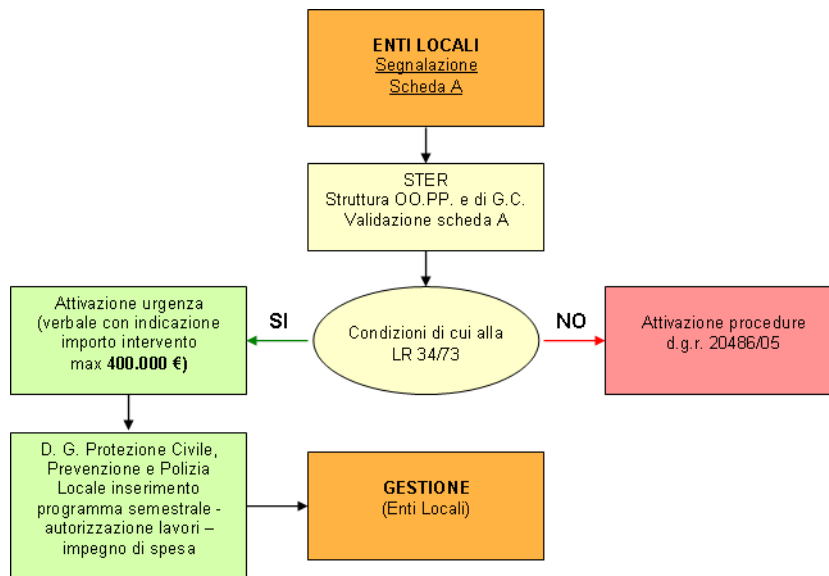 ENTI LOCALI
Segnalazione
Scheda A
STER
Struttura OO.PP. e di G.C.
Validazione scheda A
Attivazione urgenza
(verbale con indicazione
importo intervento
max 400.000 €)
SI
Condizioni di cui alla
LR 34/73
NO
Attivazione procedure
d.g.r. 20486/05
D. G. Protezione Civile,
Prevenzione e Polizia
Locale inserimento
programma semestrale -
autorizzazione lavori –
impegno di spesa
GESTIONE
(Enti Locali)